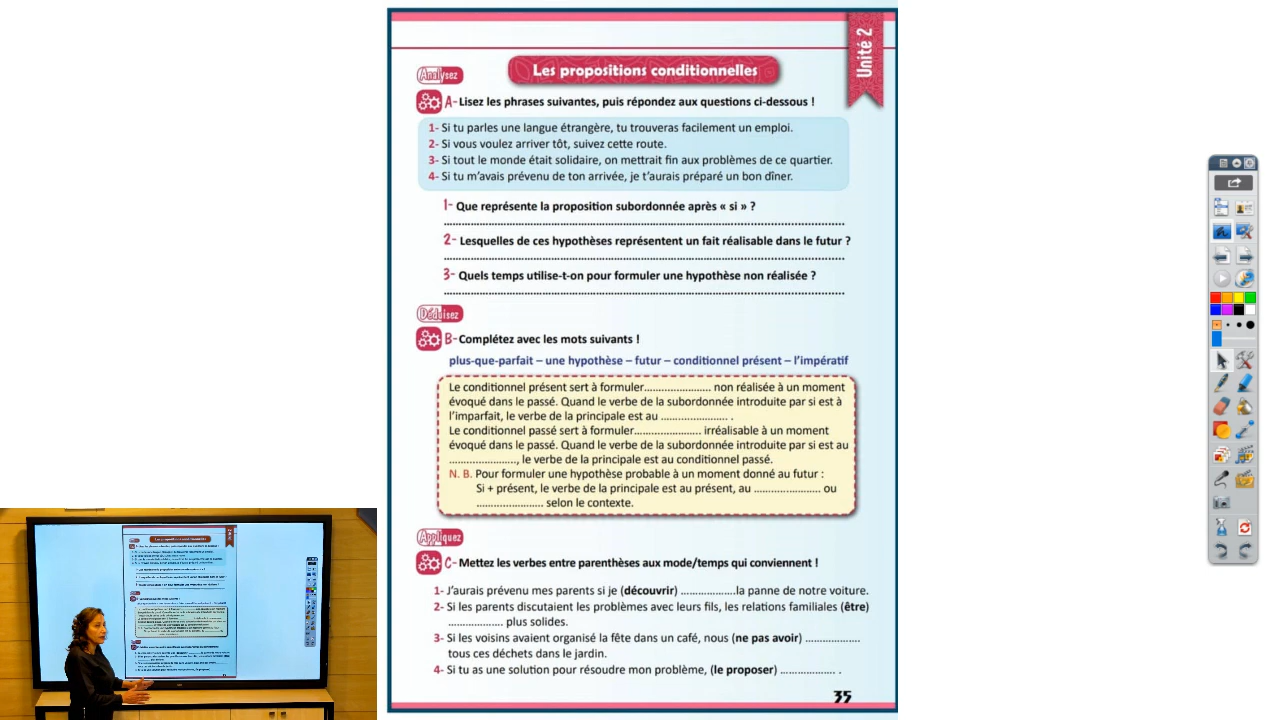 Unité 2
Les propositions conditionnelles
Analysez
A- Lisez les phrases suivantes, puis répondez aux questions ci-dessous !
1- Si tu parles une langue étrangère, tu trouveras facilement un emploi.
2- Si vous voulez arriver tôt, suivez cette route.
3- Si tout le monde était solidaire, on mettrait fin aux problèmes de ce quartier.
4- Si tu m’avais prévenu de ton arrivée, je t’aurais préparé un bon dîner.
1- Que représente la proposition subordonnée après « si » ?
2- Lesquelles de ces hypothèses représentent un fait réalisable dans le futur ?
3- Quels temps utilise-t-on pour formuler une hypothèse non réalisée ?
Déduisez
B- Complétez avec les mots suivants !
plus-que-parfait – une hypothèse – futur – conditionnel présent – l’impératif
Le conditionnel présent sert à formuler...................... non réalisée à un moment
évoqué dans le passé. Quand le verbe de la subordonnée introduite par si est à
l’imparfait, le verbe de la principale est au ...................... .
Le conditionnel passé sert à formuler...................... irréalisable à un moment
évoqué dans le passé. Quand le verbe de la subordonnée introduite par si est au
......................, le verbe de la principale est au conditionnel passé.
N. B. Pour formuler une hypothèse probable à un moment donné au futur :
Si + présent, le verbe de la principale est au présent, au ...................... ou
...................... selon le contexte.
Appliquez
C- Mettez les verbes entre parenthèses aux mode/temps qui conviennent !
1- J’aurais prévenu mes parents si je (découvrir) ..................la panne de notre voiture.
2- Si les parents discutaient les problèmes avec leurs fils, les relations familiales (être)
.................. plus solides.
3- Si les voisins avaient organisé la fête dans un café, nous (ne pas avoir) ..................
tous ces déchets dans le jardin.
4- Si tu as une solution pour résoudre mon problème, (le proposer) .................. .
35